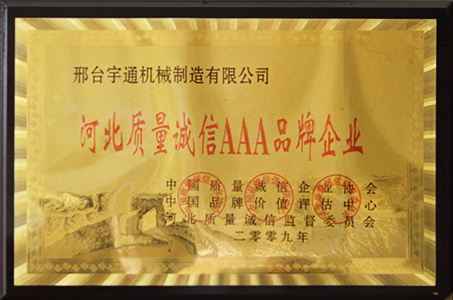 邢台宇通机械制造有限公司
河北质量诚信AAA品牌企业
中国质量诚信企业协会
中国品牌价值评估中心
河北质量诚信监督委员会
二零零九年